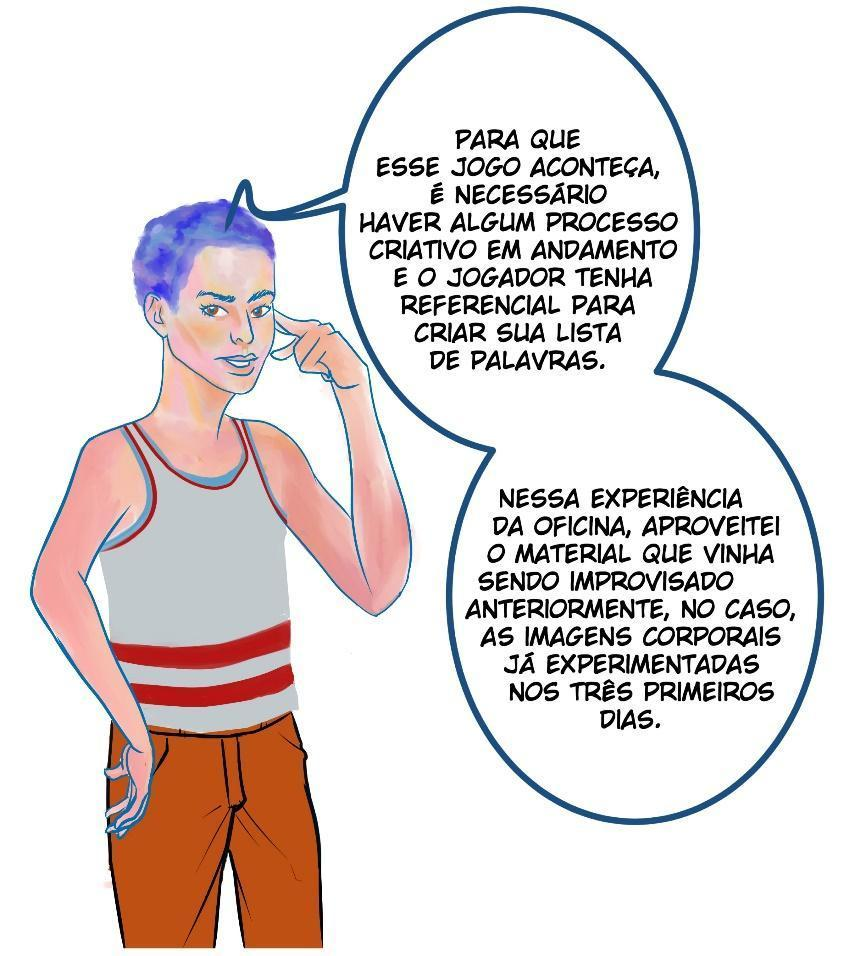 PARA QUE
ESSE JOGO ACONTEÇA,
É NECESSÁRIO
HAVER ALGUM PROCESSO
CRIATIVO EM ANDAMENTO
E O JOGADOR TENHA
REFERENCIAL PARA
CRIAR SUA LISTA
DE PALAVRAS.
NESSA EXPERIÊNCIA
DA OFICINA, APROVEITEI
O MATERIAL QUE VINHA
SENDO IMPROVISADO
ANTERIORMENTE, NO CASO,
AS IMAGENS CORPORAIS
JÁ EXPERIMENTADAS
NOS TRÊS PRIMEIROS
DIAS.